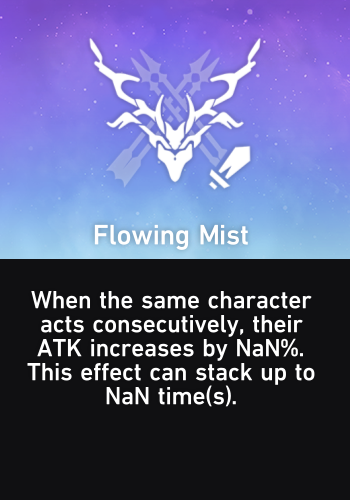 Flowing Mist
When the same character
acts consecutively, their
ATK increases by NaN%.
This effect can stack up to
NaN time(s).